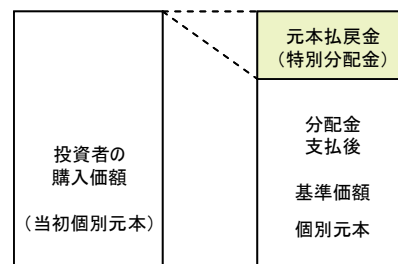 投資者の
購入価額
（当初個別元本）
元本払戻金
（特別分配金）
分配金
支払後
基準価額
個別元本